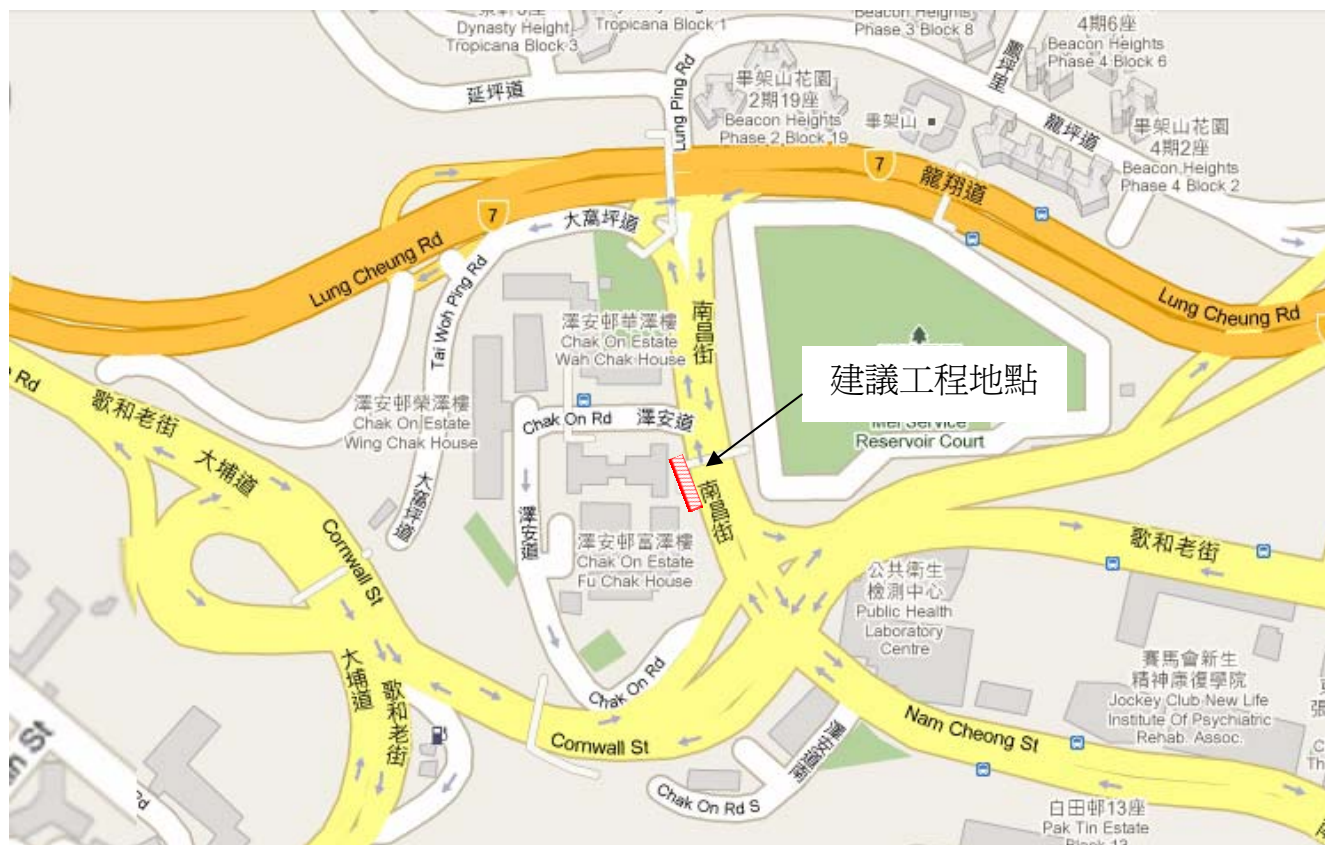 Dynasty Height
Tropicana Block 3
Tropicana Block 1
Phase 3 Block 8
4期6座
Beacon Heights
Phase 4 Block 6
延坪道
Lung Ping Rd
畢架山花園
2期19座
Beacon Heights
Phase 2 Block 19
畢架山
龍坪道
畢架山花園
4期2座
Beacon Heights
Phase 4 Block 2
7
龍翔道
7
大窩坪道
Lung Cheung Rd
Tai Woh Ping Rd
Lung Cheung Rd
南昌街
澤安邨華澤樓
Chak On Estate
Wah Chak House
建議工程地點
Rd
歌和老街
澤安邨榮澤樓
Chak On Estate
Wing Chak House
Chak On Rd
澤安道
Reservoir Court
大埔道
大窩坪道
南昌街
澤安道
Cornwall St
澤安邨富澤樓
Chak On Estate
Fu Chak House
歌和老街
公共衞生
檢測中心
Public Health
Laboratory
Centre
大埔道
歌和老街
Chak On Rd
賽馬會新生
精神康復學院
Jockey Club New Life
Institute Of Psychiatric
Rehab. Assoc.
Cornwall St
澤安道南
Nam Cheong St
Chak On Rd S
白田邨13座
Pak Tin Estate
Block 13
St
Rd